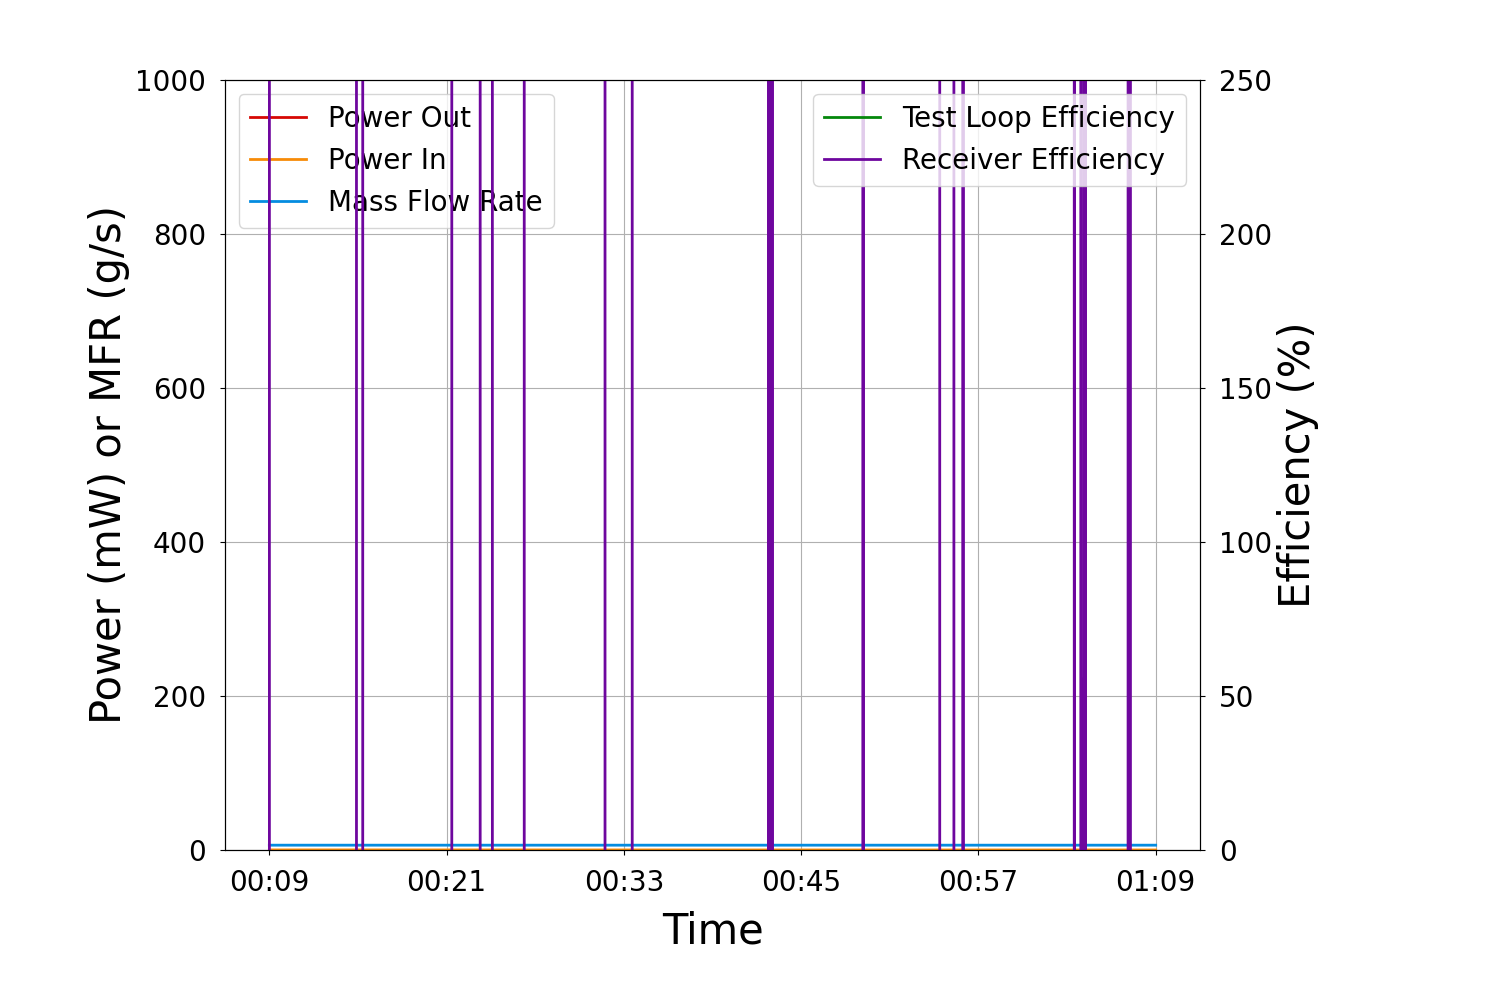 1000
800
600
400
200
0
Power (mW) or MFR (g/s)
Power Out
Power In
Mass Flow Rate
Test Loop Efficiency
Receiver Efficiency
250
200
150
100
50
0
Efficiency (%)
00:09 00:21 00:33 00:45 00:57 01:09
Time